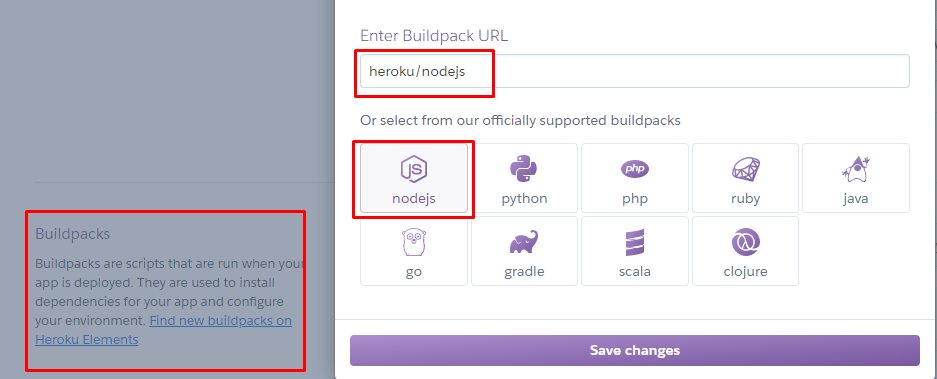 Enter Buildpack URL
heroku/nodejs
Or select from our officially supported buildpacks
JS
nodejs
python
php
php
ruby
java
go
gradle
scala
clojure
Buildpacks
Buildpacks are scripts that are run when your
app is deployed. They are used to install
dependencies for your app and configure
your environment. Find new buildpacks on
Heroku Elements
Save changes